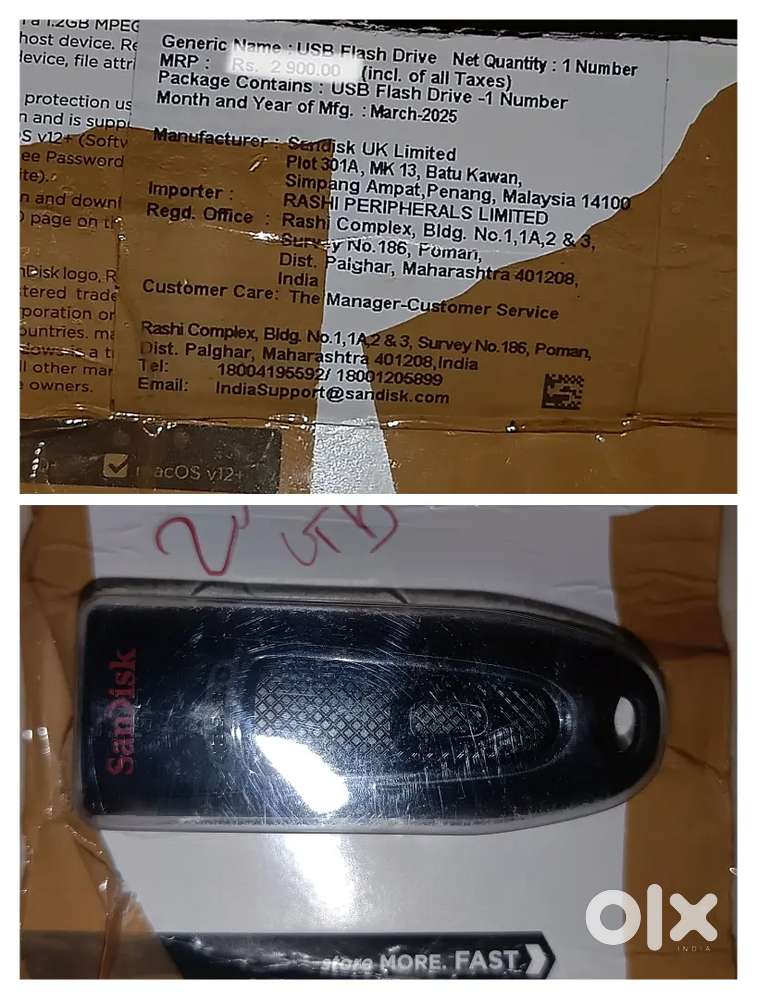 a 1.2GB MPEG
host device. Re
device, file attri
protection us
n and is suppo
S v12+ (Softw
ee Password
ite).
n and downl
page on th
nDisk logo, R
stered trade
poration or
ountries. ma
a t
ll other mar
owners.
Generic Name : USB Flash Drive Net Quantity : 1 Number
MRP : Rs. 2 900.00 (incl. of all Taxes)
Package Contains : USB Flash Drive -1 Number
Month and Year of Mfg. : March-2025
Manufacturer : Sandisk UK Limited
Plot 301A, MK 13, Batu Kawan,
Simpang Ampat,Penang, Malaysia 14100
Importer : RASHI PERIPHERALS LIMITED
Regd. Office : Rashi Complex, Bldg. No.1,1A,2 & 3,
Survey No.186, Poman,
Dist. Palghar, Maharashtra 401208,
India
Customer Care: The Manager-Customer Service
Rashi Complex, Bldg. No.1,1A,2 & 3, Survey No.186, Poman,
Dist. Palghar, Maharashtra 401208,India
Tel: 18004195592/ 18001205899
Email: IndiaSupport@sandisk.com
macOS v12+
SanDisk
store MORE. FAST
olx
INDIA